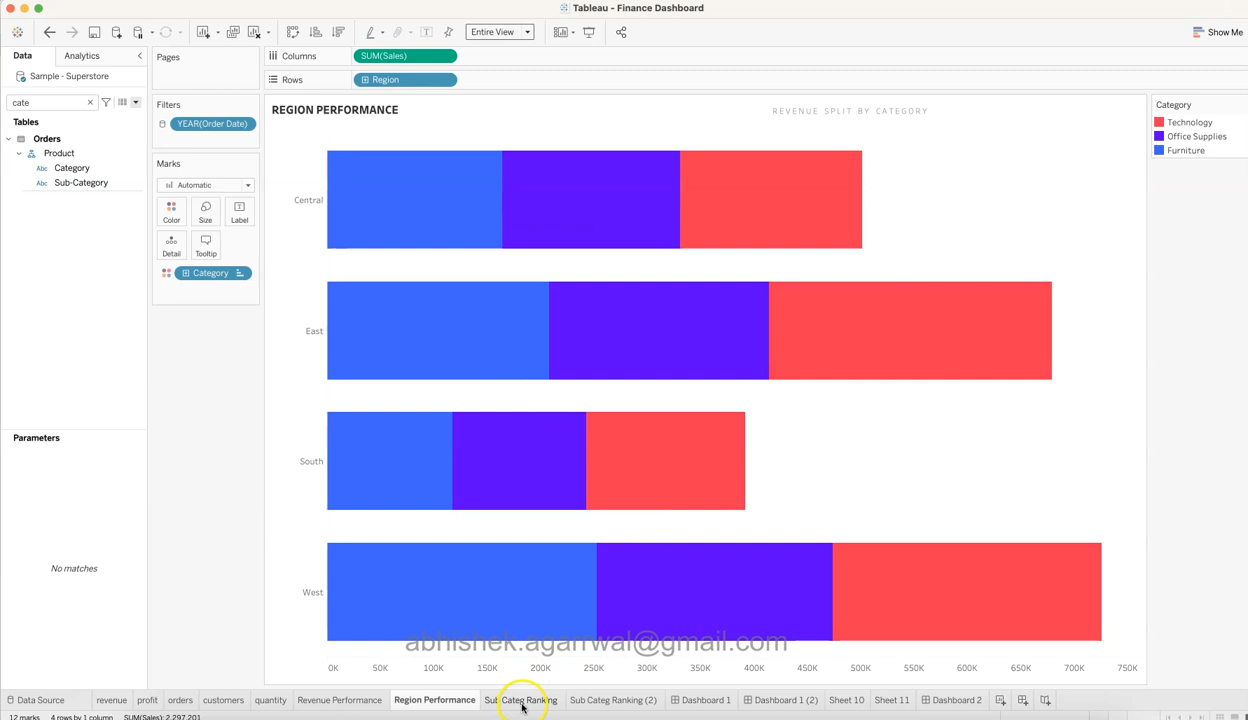 Tableau - Finance Dashboard
Entire View
Show Me
Data
Analytics
Sample - Superstore
cate
Tables
Orders
Product
Abc Category
Abc Sub-Category
Parameters
No matches
Pages
Filters
YEAR(Order Date)
Marks
Automatic
Color
Size
Label
Detail
Tooltip
Category
Columns
SUM(Sales)
Rows
Region
REGION PERFORMANCE
REVENUE SPLIT BY CATEGORY
Central
East
South
West
0K 50K 100K 150K 200K 250K 300K 350K 400K 450K 500K 550K 600K 650K 700K 750K
Category
Technology
Office Supplies
Furniture
abhishek.agarrwal@gmail.com
Data Source revenue profit orders customers quantity Revenue Performance Region Performance Sub Categ Ranking Sub Categ Ranking (2) Dashboard 1 Dashboard 1 (2) Sheet 10 Sheet 11 Dashboard 2
12 marks 4 rows by 1 column SUM(Sales): 2,297,201